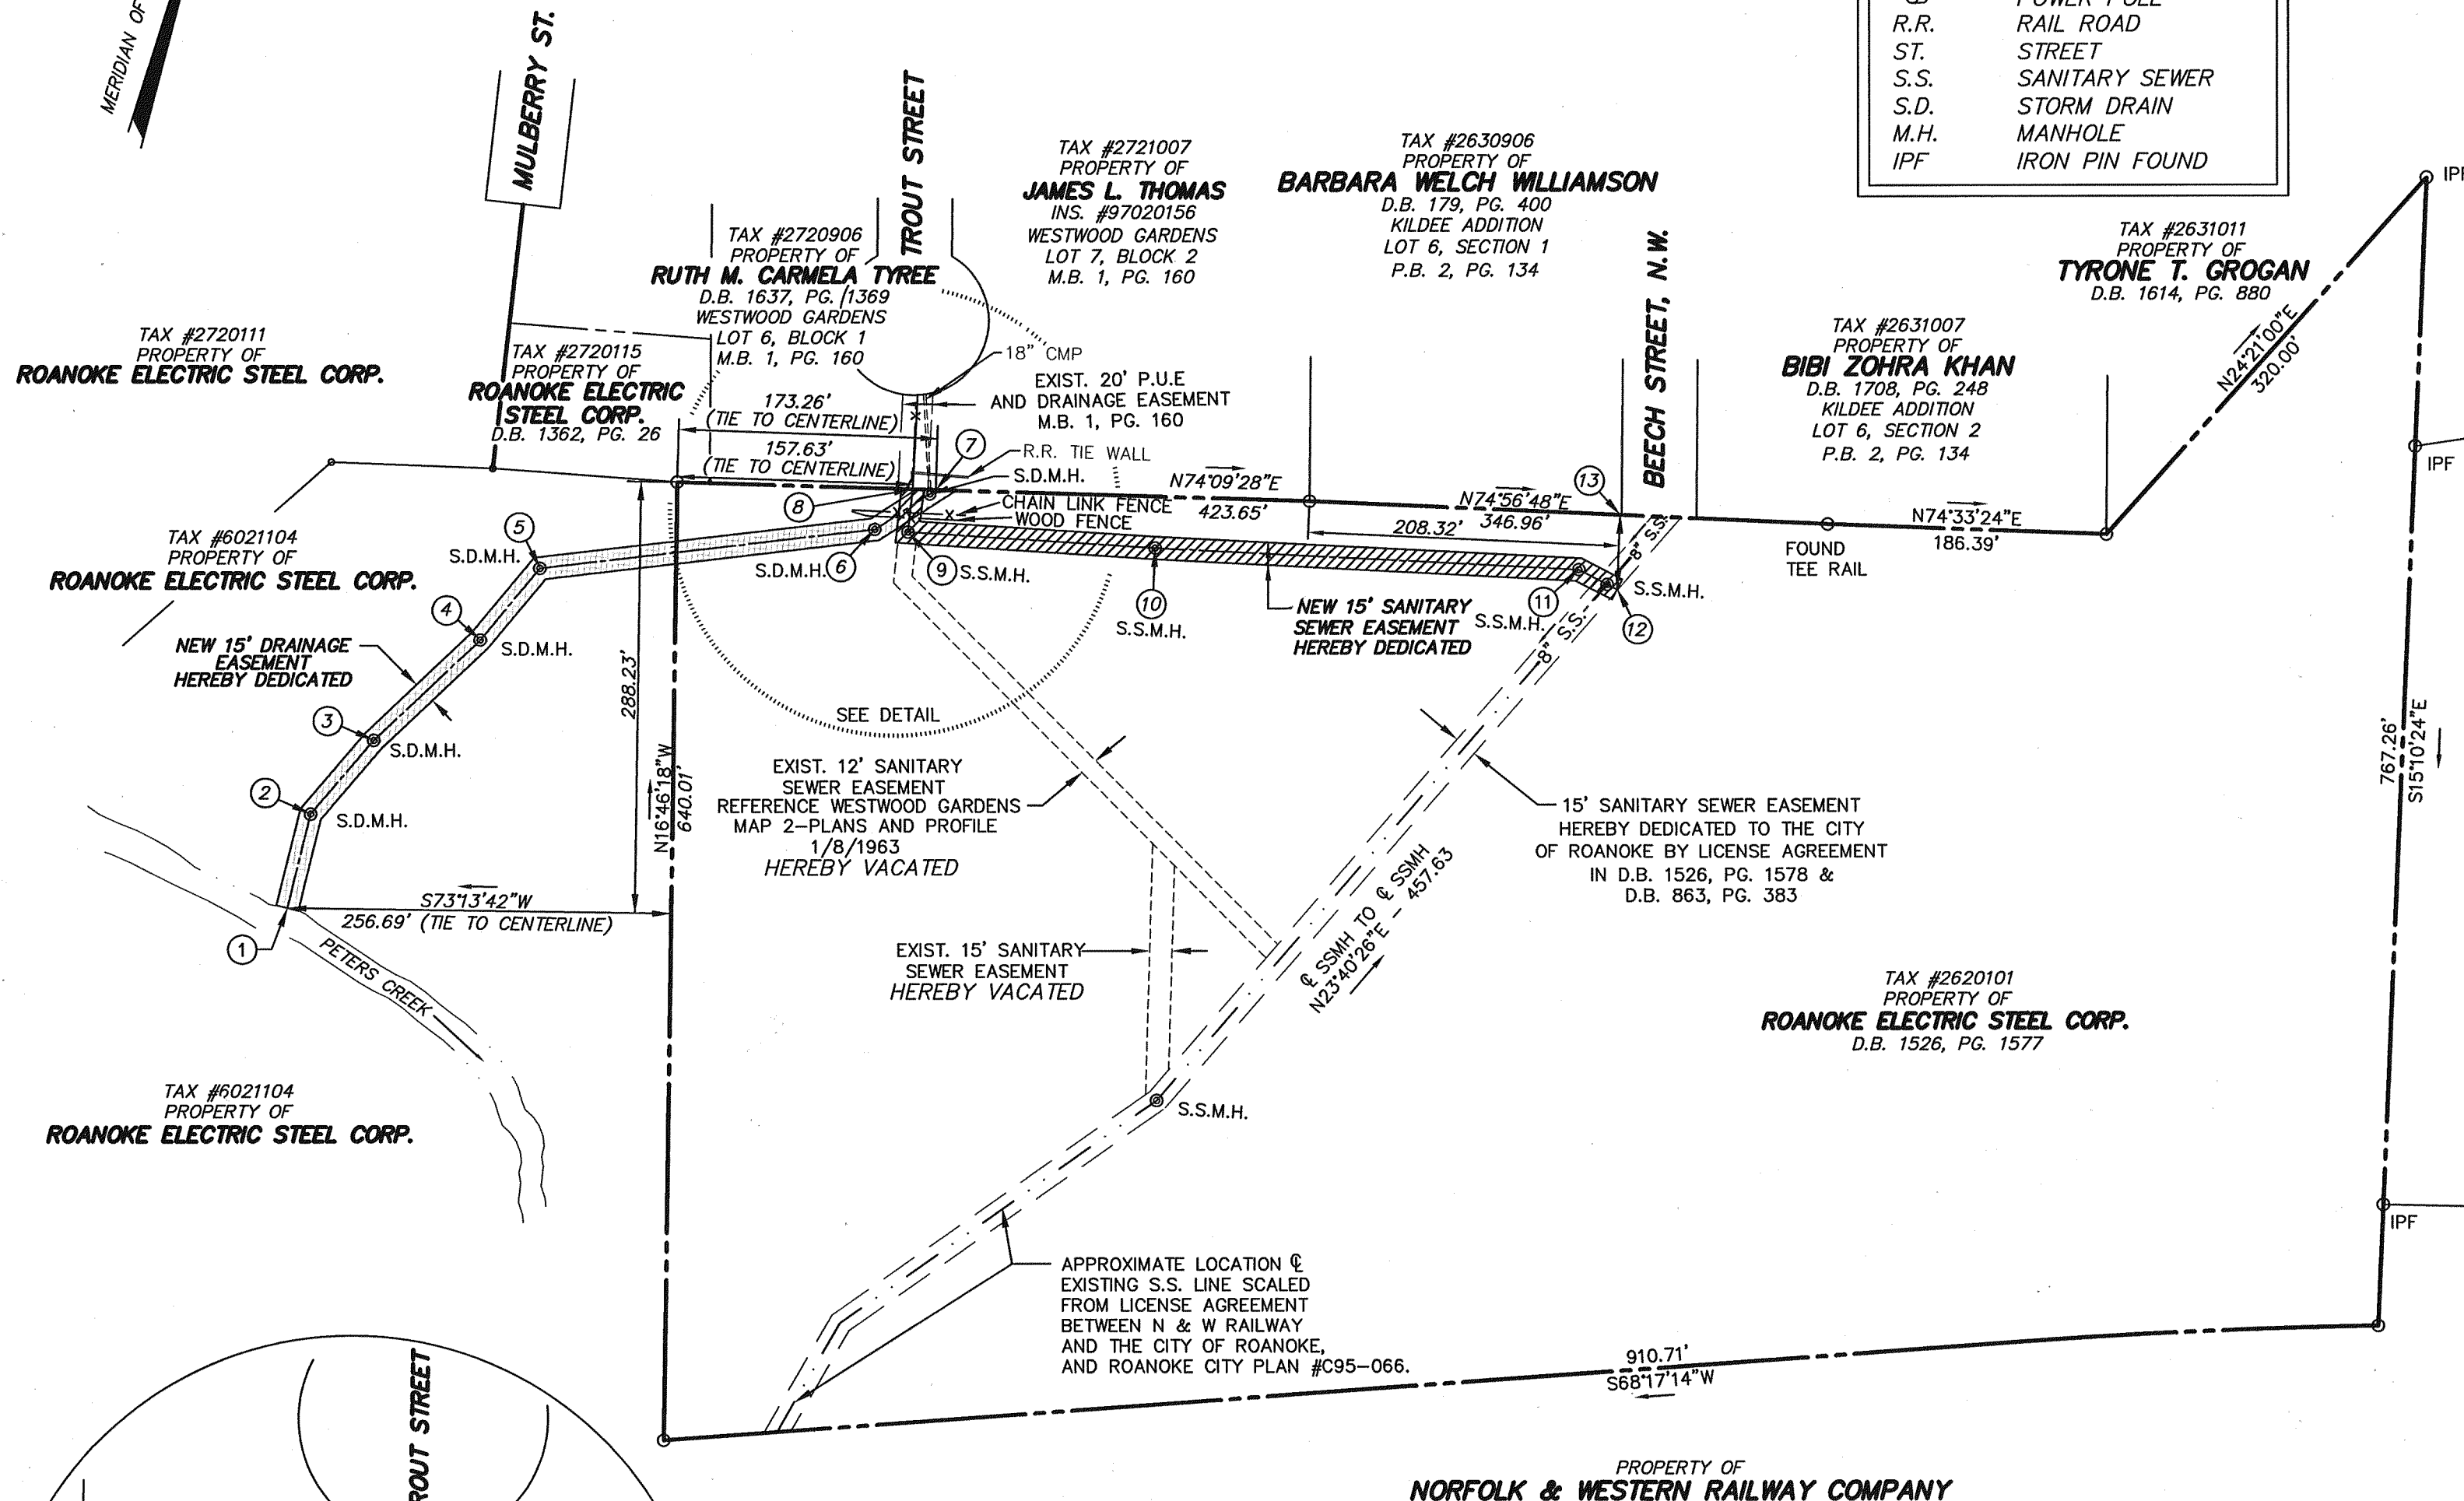 MERIDIAN OF
MULBERRY ST.
TROUT STREET
R.R. RAIL ROAD
ST. STREET
S.S. SANITARY SEWER
S.D. STORM DRAIN
M.H. MANHOLE
IPF IRON PIN FOUND
TAX #2721007
PROPERTY OF
JAMES L. THOMAS
INS. #97020156
WESTWOOD GARDENS
LOT 7, BLOCK 2
M.B. 1, PG. 160
TAX #2630906
PROPERTY OF
BARBARA WELCH WILLIAMSON
D.B. 179, PG. 400
KILDEE ADDITION
LOT 6, SECTION 1
P.B. 2, PG. 134
TAX #2720906
PROPERTY OF
RUTH M. CARMELA TYREE
D.B. 1637, PG. 1369
WESTWOOD GARDENS
LOT 6, BLOCK 1
M.B. 1, PG. 160
BEECH STREET, N.W.
TAX #2631011
PROPERTY OF
TYRONE T. GROGAN
D.B. 1614, PG. 880
N24°21'00"E
320.00'
IPF
TAX #2720111
PROPERTY OF
ROANOKE ELECTRIC STEEL CORP.
TAX #2720115
PROPERTY OF
ROANOKE ELECTRIC
STEEL CORP.
D.B. 1362, PG. 26
18" CMP
EXIST. 20' P.U.E
AND DRAINAGE EASEMENT
M.B. 1, PG. 160
173.26'
(TIE TO CENTERLINE)
157.63'
(TIE TO CENTERLINE)
7
R.R. TIE WALL
S.D.M.H.
TAX #2631007
PROPERTY OF
BIBI ZOHRA KHAN
D.B. 1708, PG. 248
KILDEE ADDITION
LOT 6, SECTION 2
P.B. 2, PG. 134
IPF
N74°09'28"E
423.65'
CHAIN LINK FENCE
WOOD FENCE
N74°56'48"E
346.96'
208.32'
13
N74°33'24"E
186.39'
FOUND
TEE RAIL
8
5
S.D.M.H.
S.D.M.H.
6
9
S.S.M.H.
10
S.S.M.H.
8" S.S.
8" S.S.
11
S.S.M.H.
12
S.S.M.H.
TAX #6021104
PROPERTY OF
ROANOKE ELECTRIC STEEL CORP.
4
S.D.M.H.
NEW 15' DRAINAGE
EASEMENT
HEREBY DEDICATED
NEW 15' SANITARY
SEWER EASEMENT
HEREBY DEDICATED
288.23'
SEE DETAIL
3
S.D.M.H.
2
S.D.M.H.
N16°46'18"W
640.01'
EXIST. 12' SANITARY
SEWER EASEMENT
REFERENCE WESTWOOD GARDENS
MAP 2-PLANS AND PROFILE
1/8/1963
HEREBY VACATED
15' SANITARY SEWER EASEMENT
HEREBY DEDICATED TO THE CITY
OF ROANOKE BY LICENSE AGREEMENT
IN D.B. 1526, PG. 1578 &
D.B. 863, PG. 383
767.26'
S15°10'24"E
S73°13'42"W
256.69' (TIE TO CENTERLINE)
1
PETERS CREEK
EXIST. 15' SANITARY
SEWER EASEMENT
HEREBY VACATED
℄ SSMH TO ℄ SSMH
N23°40'26"E - 457.63
S.S.M.H.
TAX #2620101
PROPERTY OF
ROANOKE ELECTRIC STEEL CORP.
D.B. 1526, PG. 1577
TAX #6021104
PROPERTY OF
ROANOKE ELECTRIC STEEL CORP.
IPF
APPROXIMATE LOCATION ℄
EXISTING S.S. LINE SCALED
FROM LICENSE AGREEMENT
BETWEEN N & W RAILWAY
AND THE CITY OF ROANOKE,
AND ROANOKE CITY PLAN #C95-066.
910.71'
S68°17'14"W
ROUT STREET
PROPERTY OF
NORFOLK & WESTERN RAILWAY COMPANY